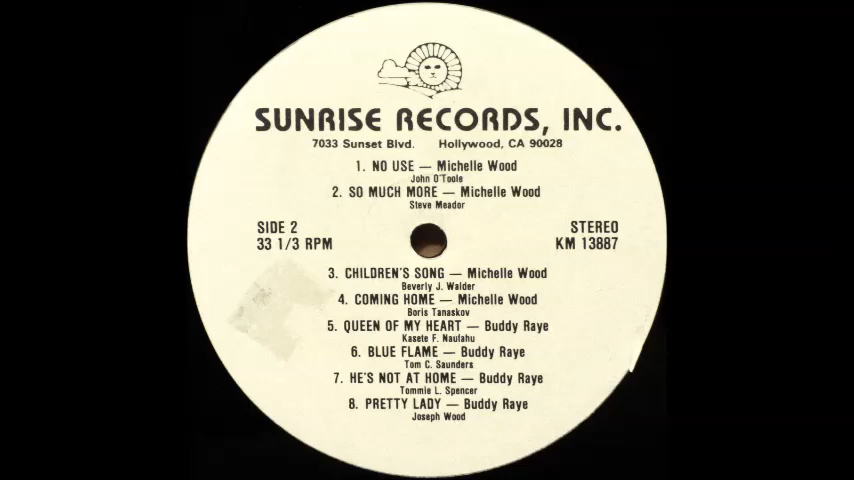 SUNRISE RECORDS, INC.
7033 Sunset Blvd. Hollywood, CA 90028
1. NO USE — Michelle Wood
John O'Toole
2. SO MUCH MORE — Michelle Wood
Steve Meador
SIDE 2
33 1/3 RPM
STEREO
KM 13887
3. CHILDREN'S SONG — Michelle Wood
Beverly J. Walder
4. COMING HOME — Michelle Wood
Boris Tanaskov
5. QUEEN OF MY HEART — Buddy Raye
Kasete F. Naufahu
6. BLUE FLAME — Buddy Raye
Tom C. Saunders
7. HE'S NOT AT HOME — Buddy Raye
Tommie L. Spencer
8. PRETTY LADY — Buddy Raye
Joseph Wood